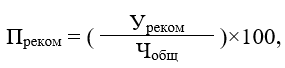 Преком = ( Уреком / Чобщ )×100,